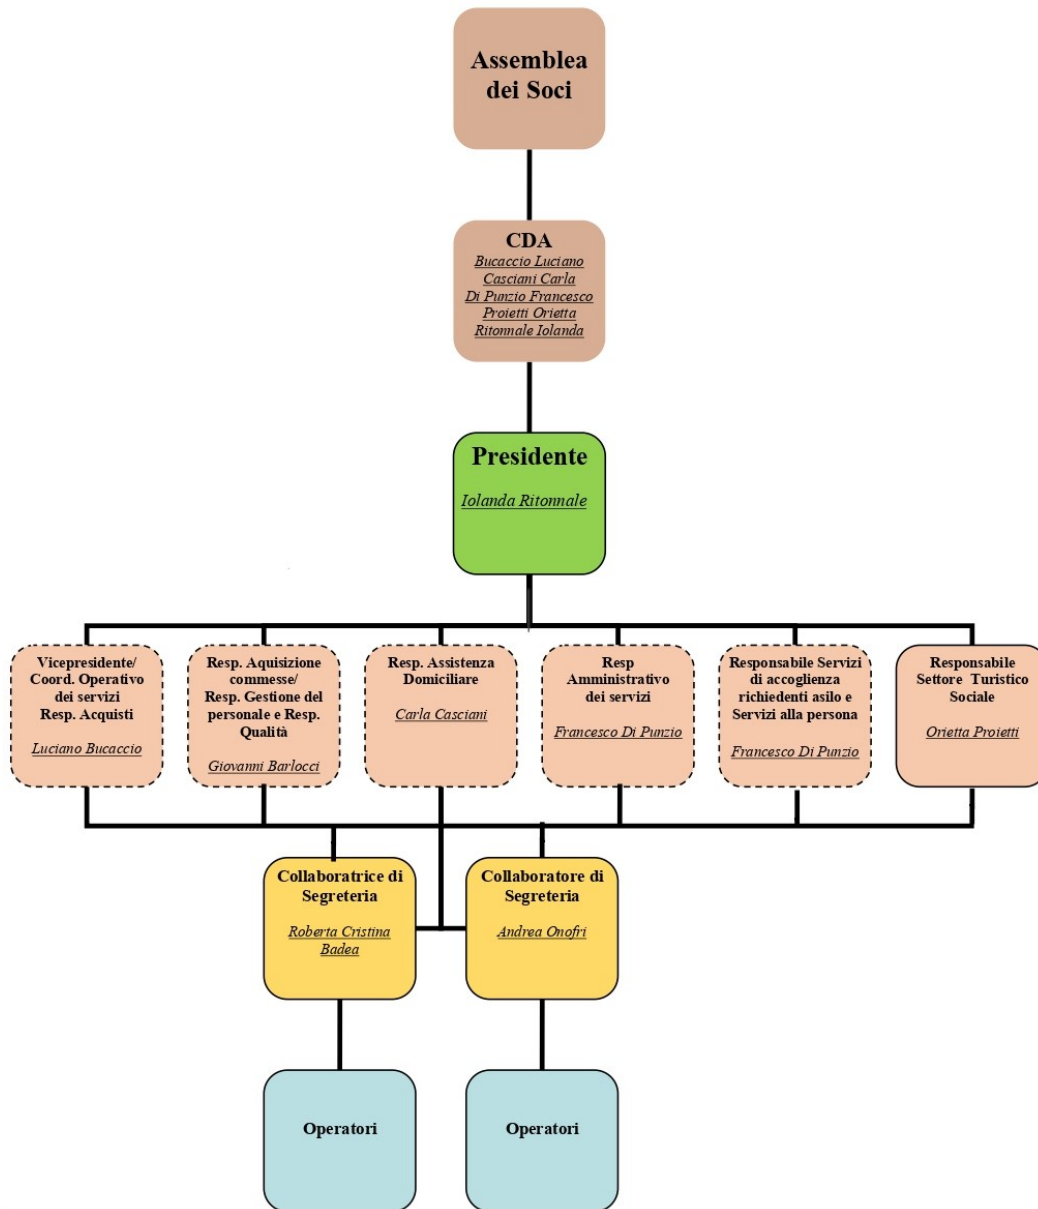 Assemblea
dei Soci
CDA
Bucaccio Luciano
Casciani Carla
Di Punzio Francesco
Proietti Orietta
Ritonnale Iolanda
Presidente
Iolanda Ritonnale
Vicepresidente/
Coord. Operativo
dei servizi
Resp. Acquisti
Luciano Bucaccio
Resp. Aquisizione
commesse/
Resp. Gestione del
personale e Resp.
Qualità
Giovanni Barlocci
Resp. Assistenza
Domiciliare
Carla Casciani
Resp
Amministrativo
dei servizi
Francesco Di Punzio
Responsabile Servizi
di accoglienza
richiedenti asilo e
Servizi alla persona
Francesco Di Punzio
Responsabile
Settore Turistico
Sociale
Orietta Proietti
Collaboratrice di
Segreteria
Roberta Cristina
Badea
Collaboratore di
Segreteria
Andrea Onofri
Operatori
Operatori